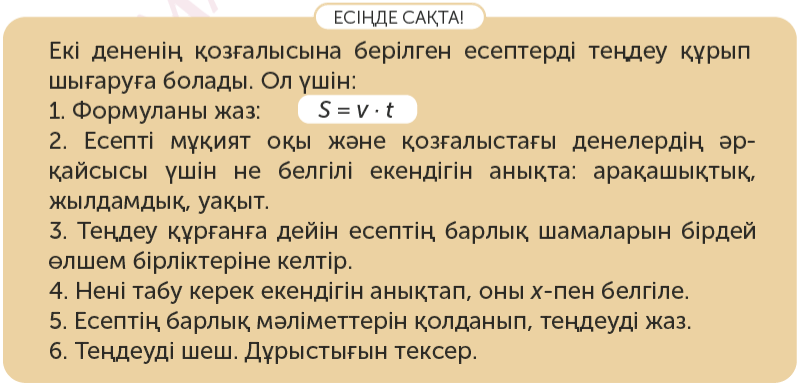 ЕСІҢДЕ САҚТА!
Екі дененің қозғалысына берілген есептерді теңдеу құрып
шығаруға болады. Ол үшін:
1. Формуланы жаз: S = v · t
2. Есепті мұқият оқы және қозғалыстағы денелердің әр-
қайсысы үшін не белгілі екендігін анықта: арақашықтық,
жылдамдық, уақыт.
3. Теңдеу құрғанға дейін есептің барлық шамаларын бірдей
өлшем бірліктеріне келтір.
4. Нені табу керек екендігін анықтап, оны x-пен белгіле.
5. Есептің барлық мәліметтерін қолданып, теңдеуді жаз.
6. Теңдеуді шеш. Дұрыстығын тексер.